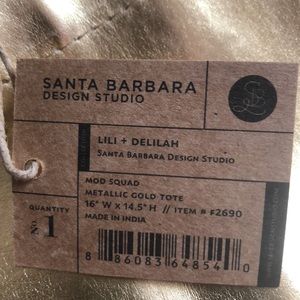 SANTA BARBARA
DESIGN STUDIO
LILI + DELILAH
SANTA BARBARA DESIGN STUDIO
MOD SQUAD
METALLIC GOLD TOTE
16" W X 14.5" H // ITEM # F2690
MADE IN INDIA
QUANTITY
№ 1
8 86083 64854 0